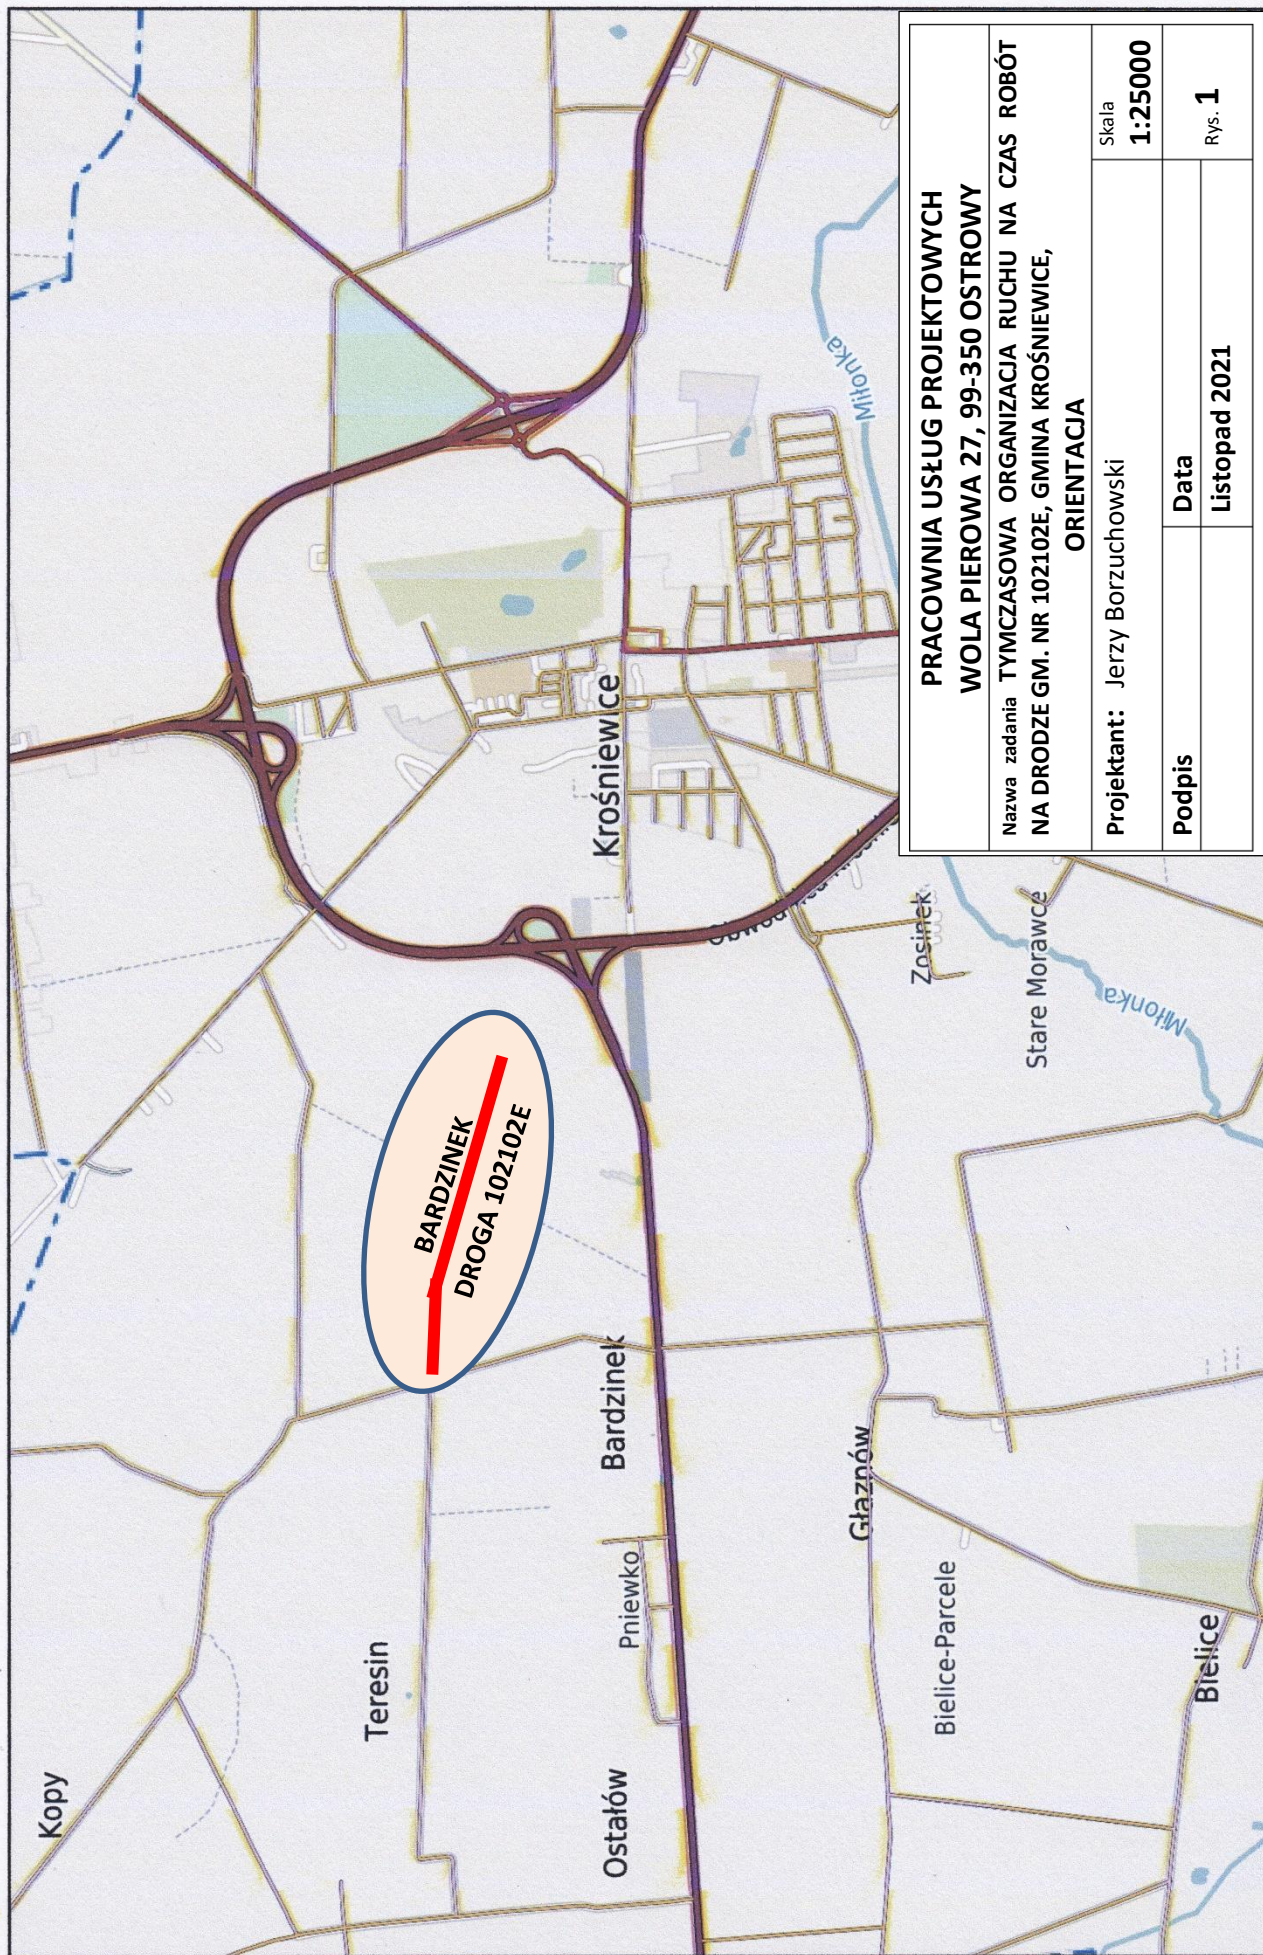 Kopy
Teresin
Ostałów
Pniewko
Bardzinek
BARDZINEK
DROGA 102102E
Krośniewice
Głaznów
Bielice-Parcele
Bielice
Zosinek
Stare Morawce
Miłonka
Miłonka
PRACOWNIA USŁUG PROJEKTOWYCH
WOLA PIEROWA 27, 99-350 OSTROWY
Nazwa zadania TYMCZASOWA ORGANIZACJA RUCHU NA CZAS ROBÓT
NA DRODZE GM. NR 102102E, GMINA KROŚNIEWICE,
ORIENTACJA
Projektant: Jerzy Borzuchowski
Skala
1:25000
Podpis
Data
Listopad 2021
Rys. 1